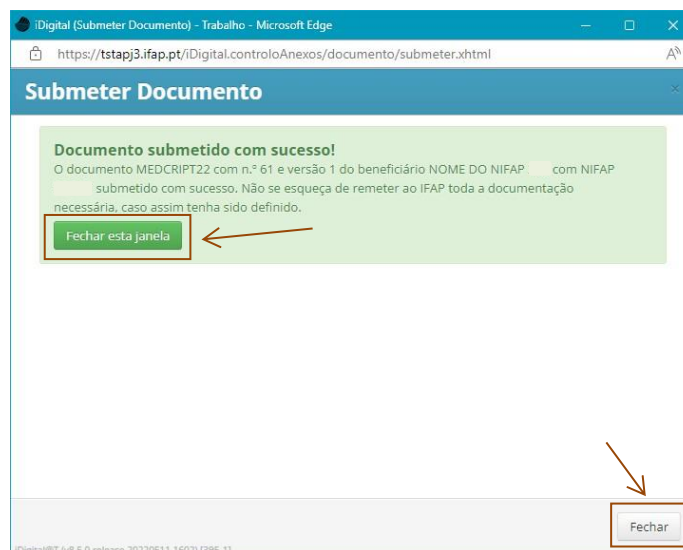 iDigital (Submeter Documento) - Trabalho - Microsoft Edge
https://tstapj3.ifap.pt/iDigital.controloAnexos/documento/submeter.xhtml
Submeter Documento
Documento submetido com sucesso!
O documento MEDCRIPT22 com n.º 61 e versão 1 do beneficiário NOME DO NIFAP com NIFAP
submetido com sucesso. Não se esqueça de remeter ao IFAP toda a documentação
necessária, caso assim tenha sido definido.
Fechar esta janela
Fechar